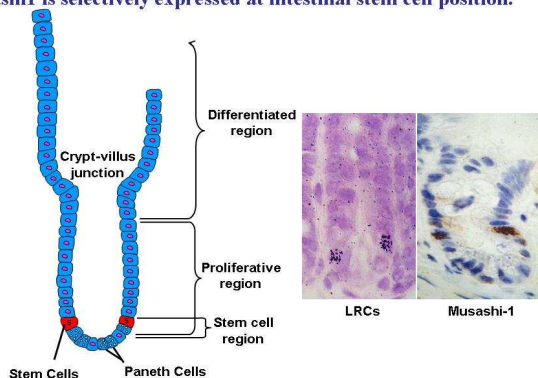 is selectively expressed at intestinal stem cell position.
Differentiated
region
Crypt-villus
junction
Proliferative
region
Stem cell
region
Stem Cells
Paneth Cells
LRCs
Musashi-1